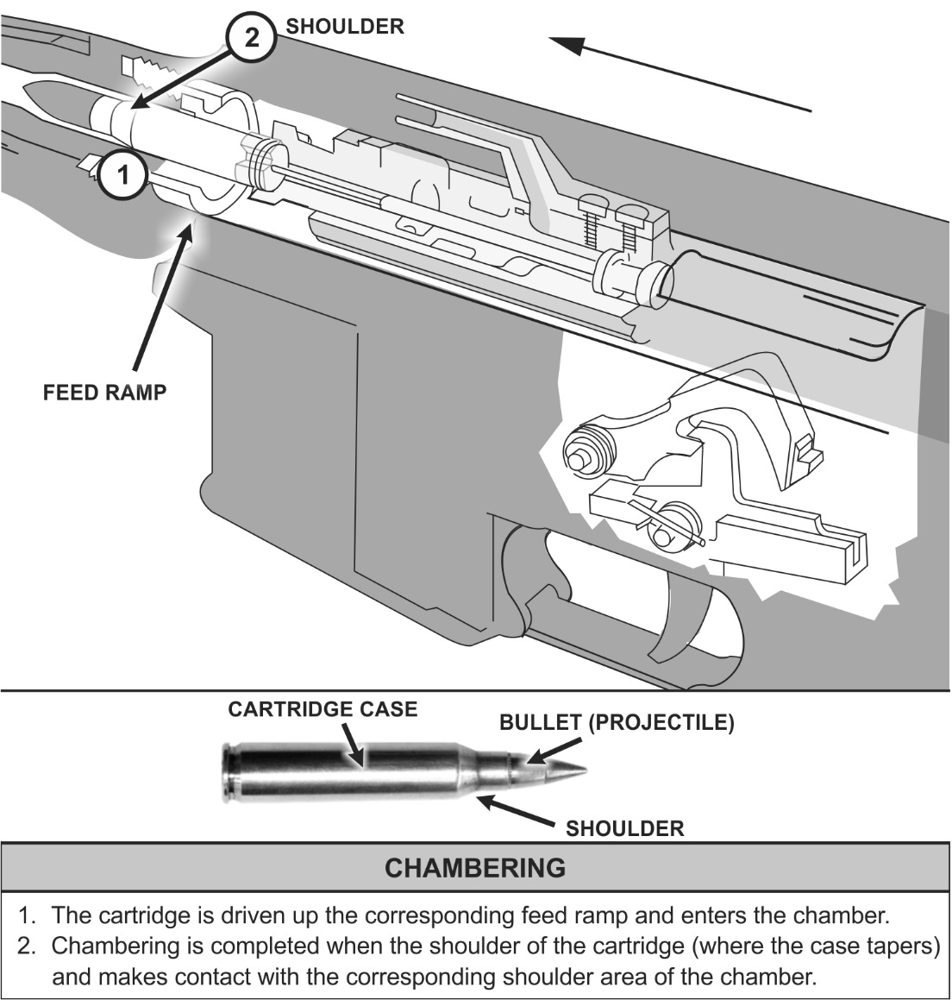 2 SHOULDER
1
FEED RAMP
CARTRIDGE CASE
BULLET (PROJECTILE)
SHOULDER
CHAMBERING
1. The cartridge is driven up the corresponding feed ramp and enters the chamber.
2. Chambering is completed when the shoulder of the cartridge (where the case tapers)
and makes contact with the corresponding shoulder area of the chamber.